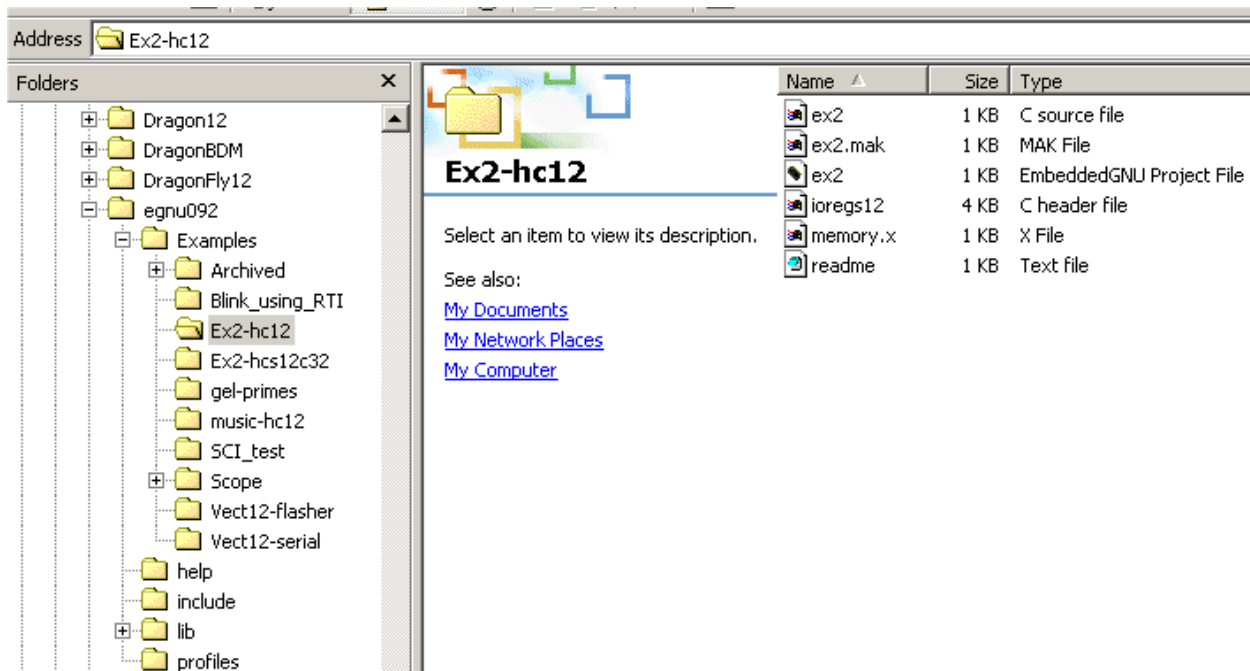 Address Ex2-hc12
Folders
Dragon12
DragonBDM
DragonFly12
egnu092
Examples
Archived
Blink_using_RTI
Ex2-hc12
Ex2-hcs12c32
gel-primes
music-hc12
SCI_test
Scope
Vect12-flasher
Vect12-serial
help
include
lib
profiles
Ex2-hc12
Select an item to view its description.
See also:
My Documents
My Network Places
My Computer
Name Size Type
ex2 1 KB C source file
ex2.mak 1 KB MAK File
ex2 1 KB EmbeddedGNU Project File
ioregs12 4 KB C header file
memory.x 1 KB X File
readme 1 KB Text file